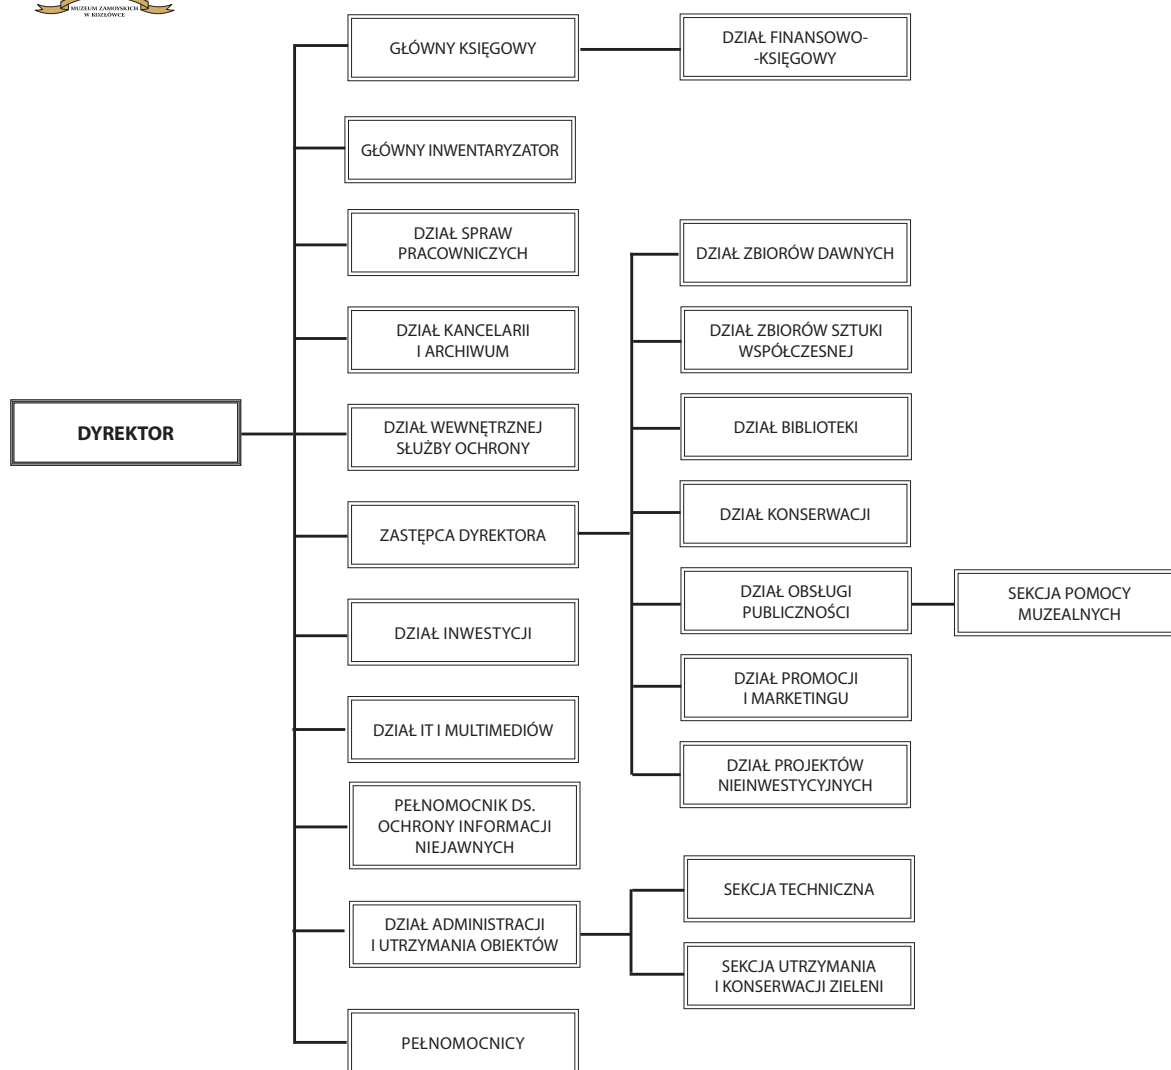 MUZEUM ZAMOYSKICH
W KOZŁÓWCE
GŁÓWNY KSIĘGOWY
DZIAŁ FINANSOWO-
-KSIĘGOWY
GŁÓWNY INWENTARYZATOR
DZIAŁ SPRAW
PRACOWNICZYCH
DZIAŁ KANCELARII
I ARCHIWUM
DYREKTOR
DZIAŁ WEWNĘTRZNEJ
SŁUŻBY OCHRONY
ZASTĘPCA DYREKTORA
DZIAŁ ZBIORÓW DAWNYCH
DZIAŁ ZBIORÓW SZTUKI
WSPÓŁCZESNEJ
DZIAŁ BIBLIOTEKI
DZIAŁ KONSERWACJI
DZIAŁ OBSŁUGI
PUBLICZNOŚCI
SEKCJA POMOCY
MUZEALNYCH
DZIAŁ PROMOCJI
I MARKETINGU
DZIAŁ PROJEKTÓW
NIEINWESTYCYJNYCH
DZIAŁ INWESTYCJI
DZIAŁ IT I MULTIMEDIÓW
PEŁNOMOCNIK DS.
OCHRONY INFORMACJI
NIEJAWNYCH
DZIAŁ ADMINISTRACJI
I UTRZYMANIA OBIEKTÓW
SEKCJA TECHNICZNA
SEKCJA UTRZYMANIA
I KONSERWACJI ZIELENI
PEŁNOMOCNICY